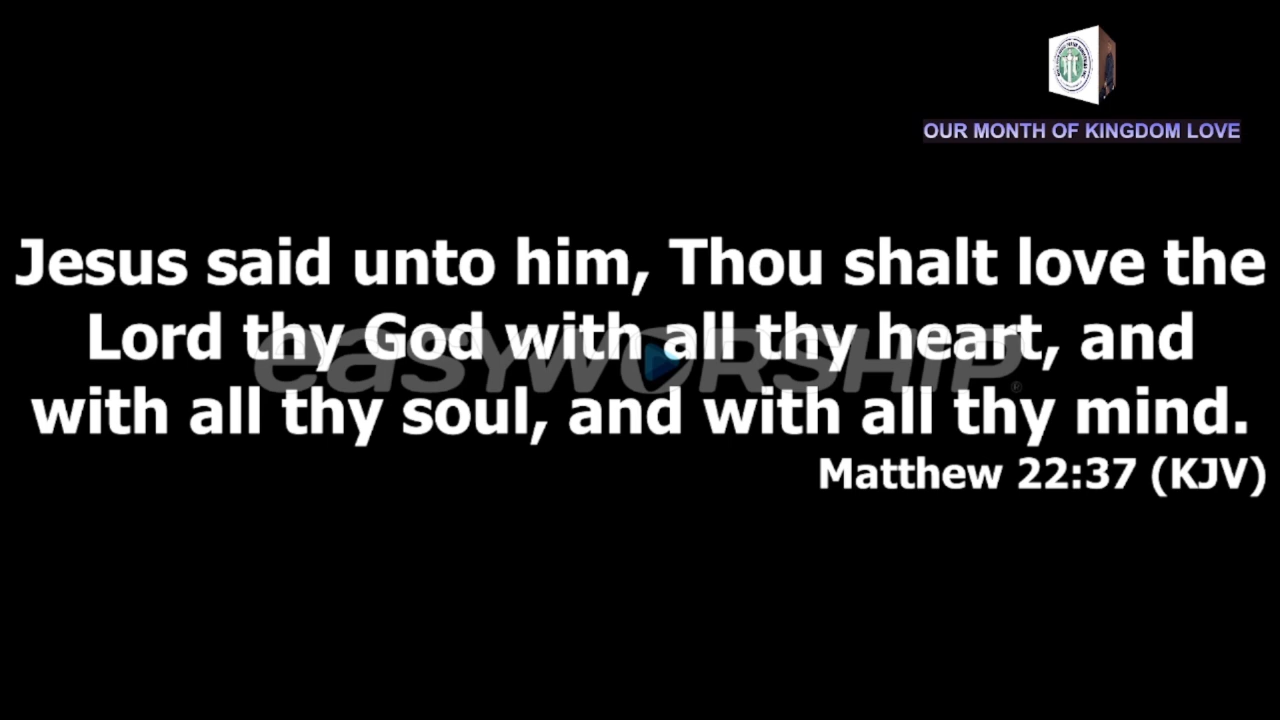 OUR MONTH OF KINGDOM LOVE
Jesus said unto him, Thou shalt love the
Lord thy God with all thy heart, and
with all thy soul, and with all thy mind.
Matthew 22:37 (KJV)
easyworship®